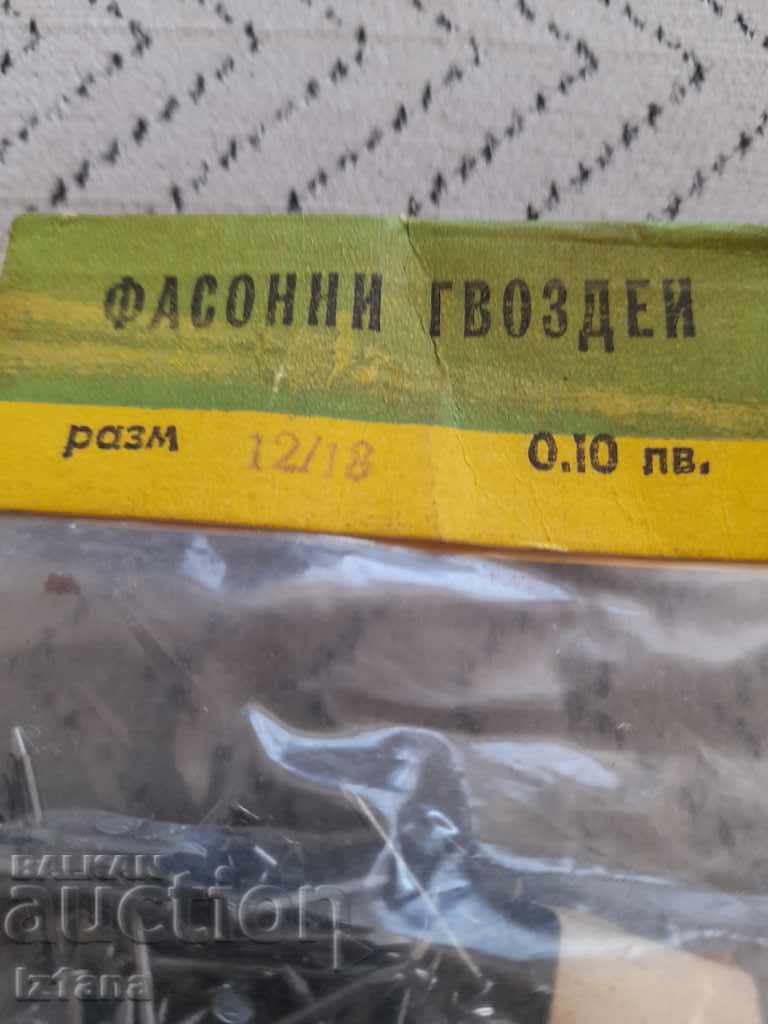 ФАСОННИ ГВОЗДЕИ
разм 12/18 0.10 лв.
BALKAN
auction
Izfana